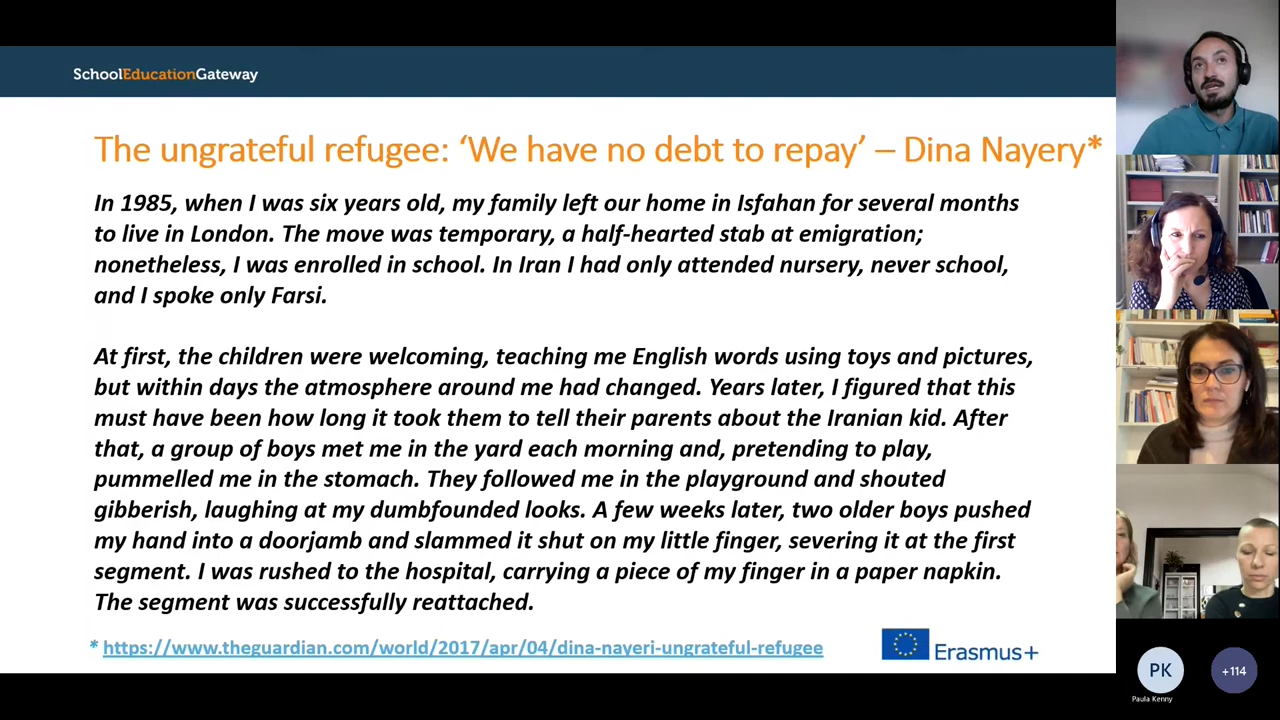 SchoolEducationGateway
The ungrateful refugee: ‘We have no debt to repay’ – Dina Nayery*
In 1985, when I was six years old, my family left our home in Isfahan for several months
to live in London. The move was temporary, a half-hearted stab at emigration;
nonetheless, I was enrolled in school. In Iran I had only attended nursery, never school,
and I spoke only Farsi.
At first, the children were welcoming, teaching me English words using toys and pictures,
but within days the atmosphere around me had changed. Years later, I figured that this
must have been how long it took them to tell their parents about the Iranian kid. After
that, a group of boys met me in the yard each morning and, pretending to play,
pummelled me in the stomach. They followed me in the playground and shouted
gibberish, laughing at my dumbfounded looks. A few weeks later, two older boys pushed
my hand into a doorjamb and slammed it shut on my little finger, severing it at the first
segment. I was rushed to the hospital, carrying a piece of my finger in a paper napkin.
The segment was successfully reattached.
* https://www.theguardian.com/world/2017/apr/04/dina-nayeri-ungrateful-refugee
Erasmus+
PK
Paula Kenny
+114